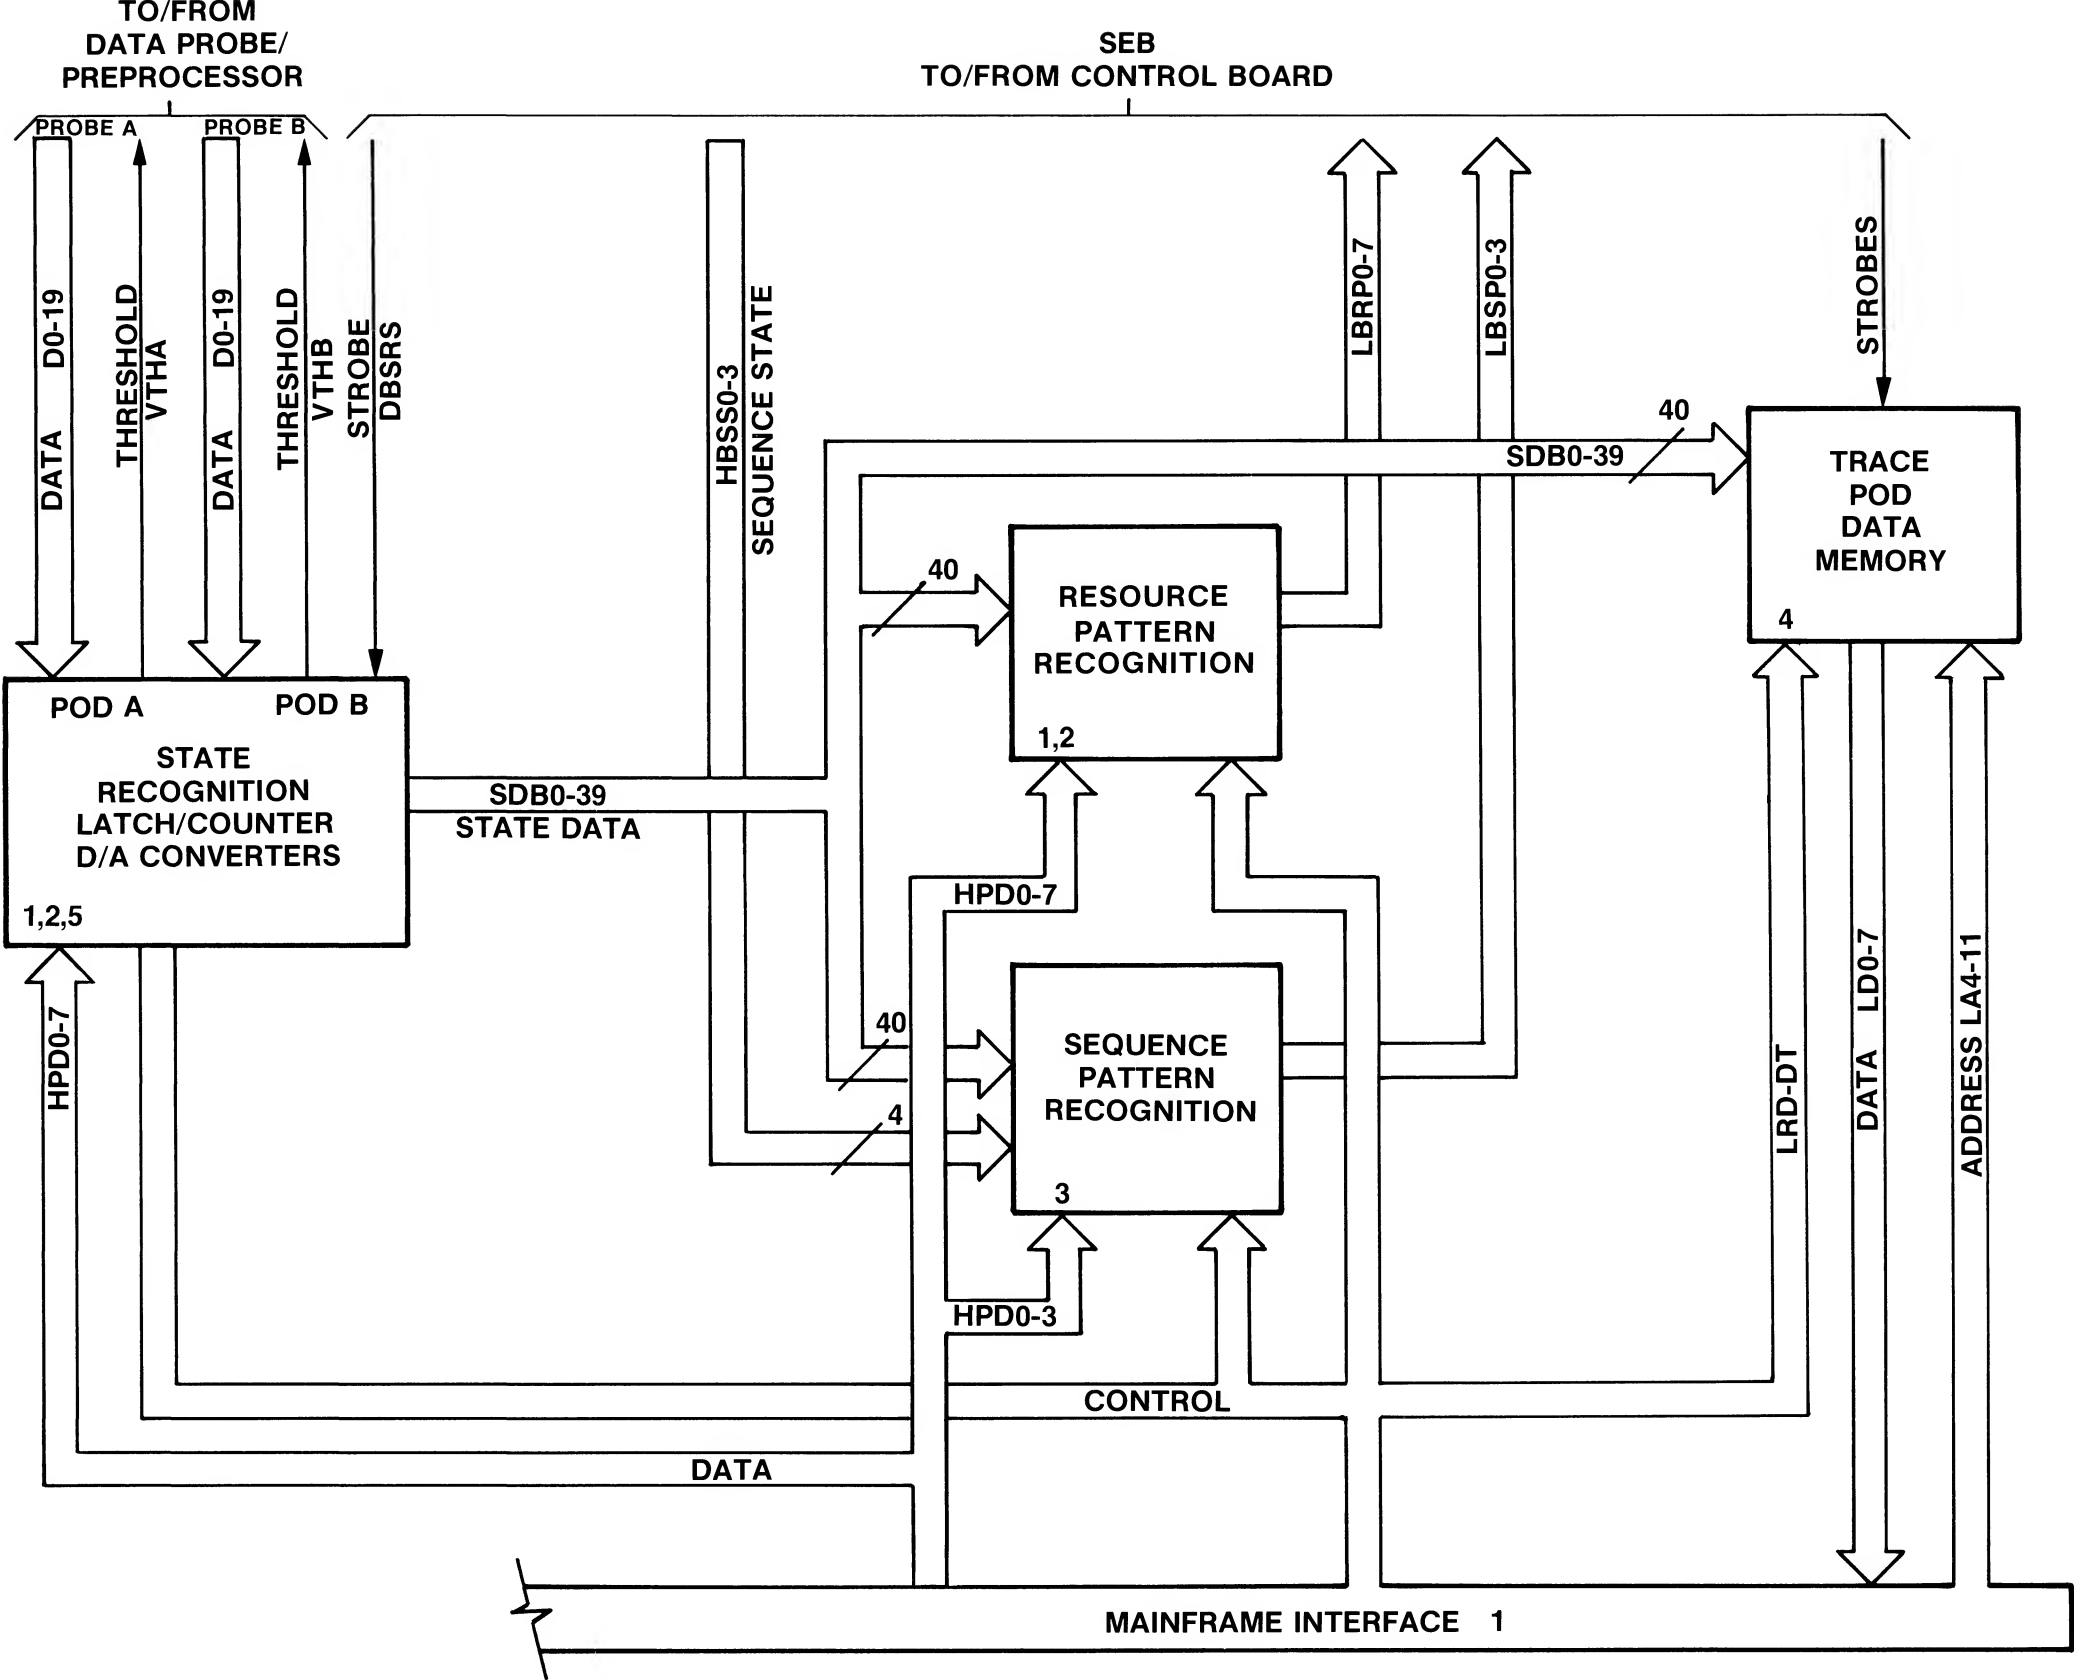 TO/FROM
DATA PROBE/
PREPROCESSOR
SEB
TO/FROM CONTROL BOARD
PROBE A
PROBE B
DATA D0-19
THRESHOLD
VTHA
DATA D0-19
THRESHOLD
VTHB
STROBE
DBSRS
HBSS0-3
SEQUENCE STATE
LBRP0-7
LBSP0-3
STROBES
40
SDB0-39
TRACE
POD
DATA
MEMORY
4
40
RESOURCE
PATTERN
RECOGNITION
1,2
POD A
POD B
STATE
RECOGNITION
LATCH/COUNTER
D/A CONVERTERS
1,2,5
SDB0-39
STATE DATA
HPD0-7
HPD0-7
40
4
SEQUENCE
PATTERN
RECOGNITION
3
LRD-DT
DATA LD0-7
ADDRESS LA4-11
HPD0-3
CONTROL
DATA
MAINFRAME INTERFACE 1